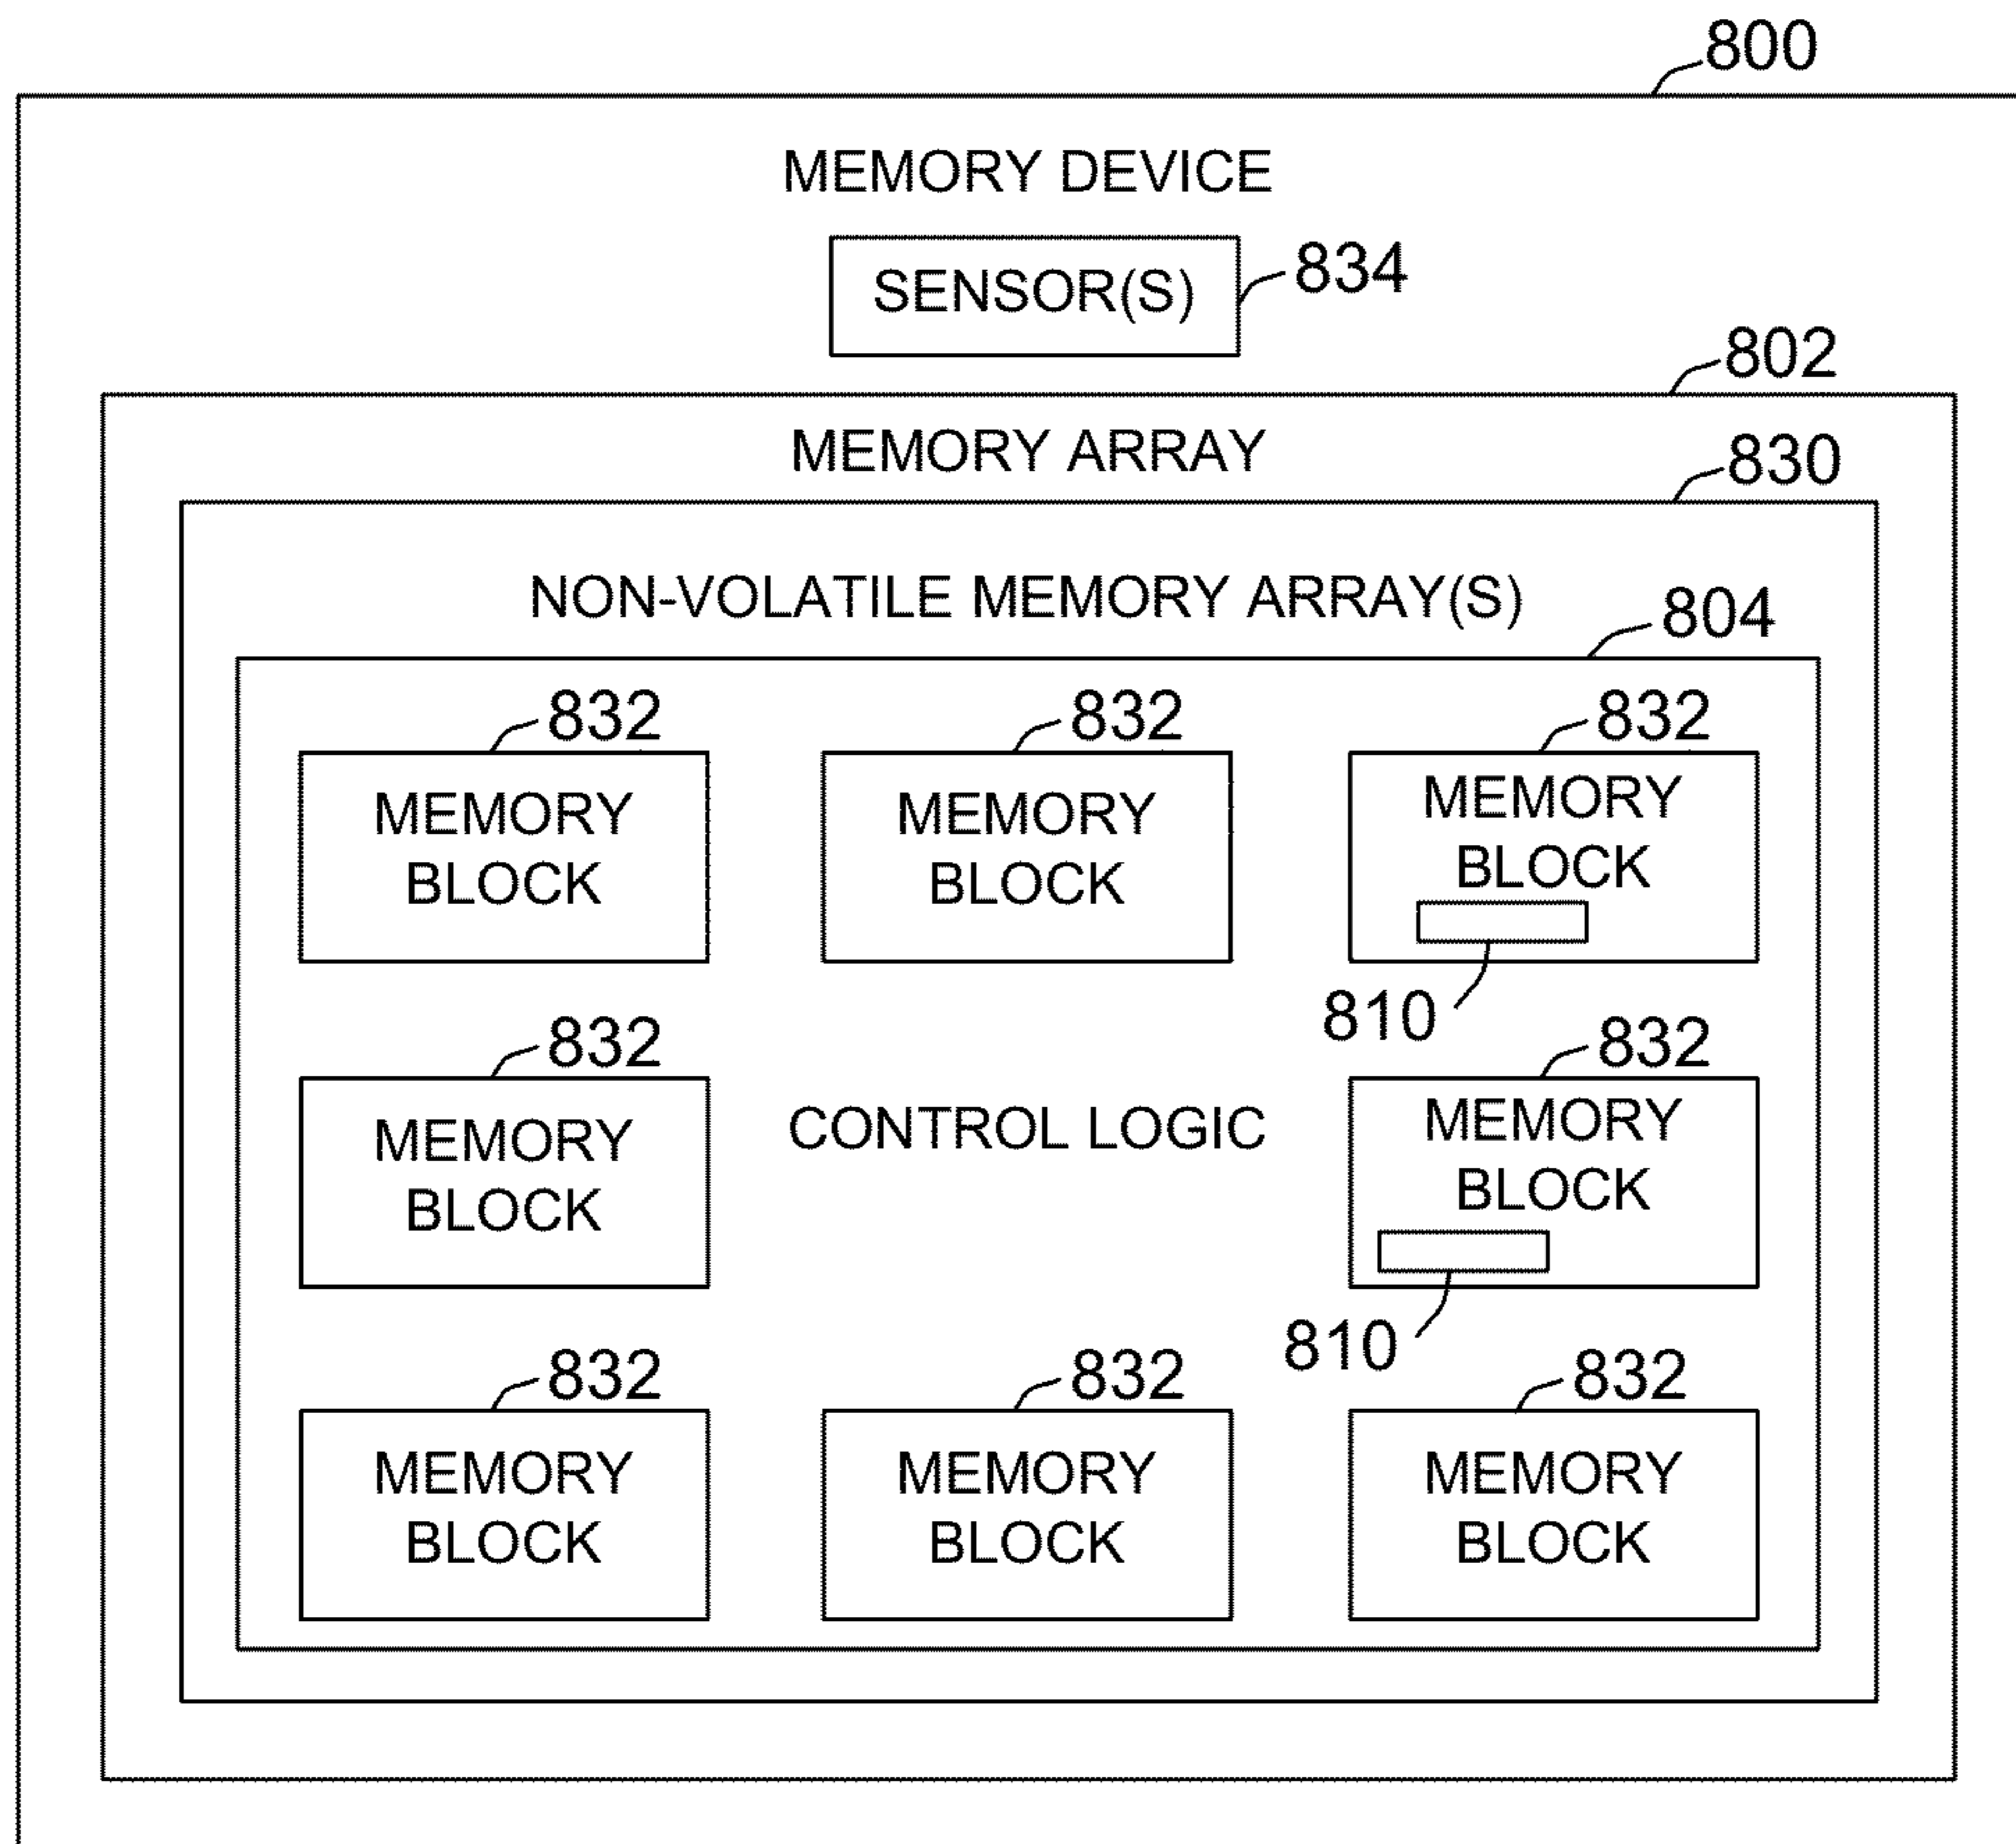 800
MEMORY DEVICE
SENSOR(S)
834
802
MEMORY ARRAY
830
NON-VOLATILE MEMORY ARRAY(S)
804
832
832
832
MEMORY
BLOCK
MEMORY
BLOCK
MEMORY
BLOCK
810
832
832
MEMORY
BLOCK
CONTROL LOGIC
MEMORY
BLOCK
810
832
832
832
MEMORY
BLOCK
MEMORY
BLOCK
MEMORY
BLOCK